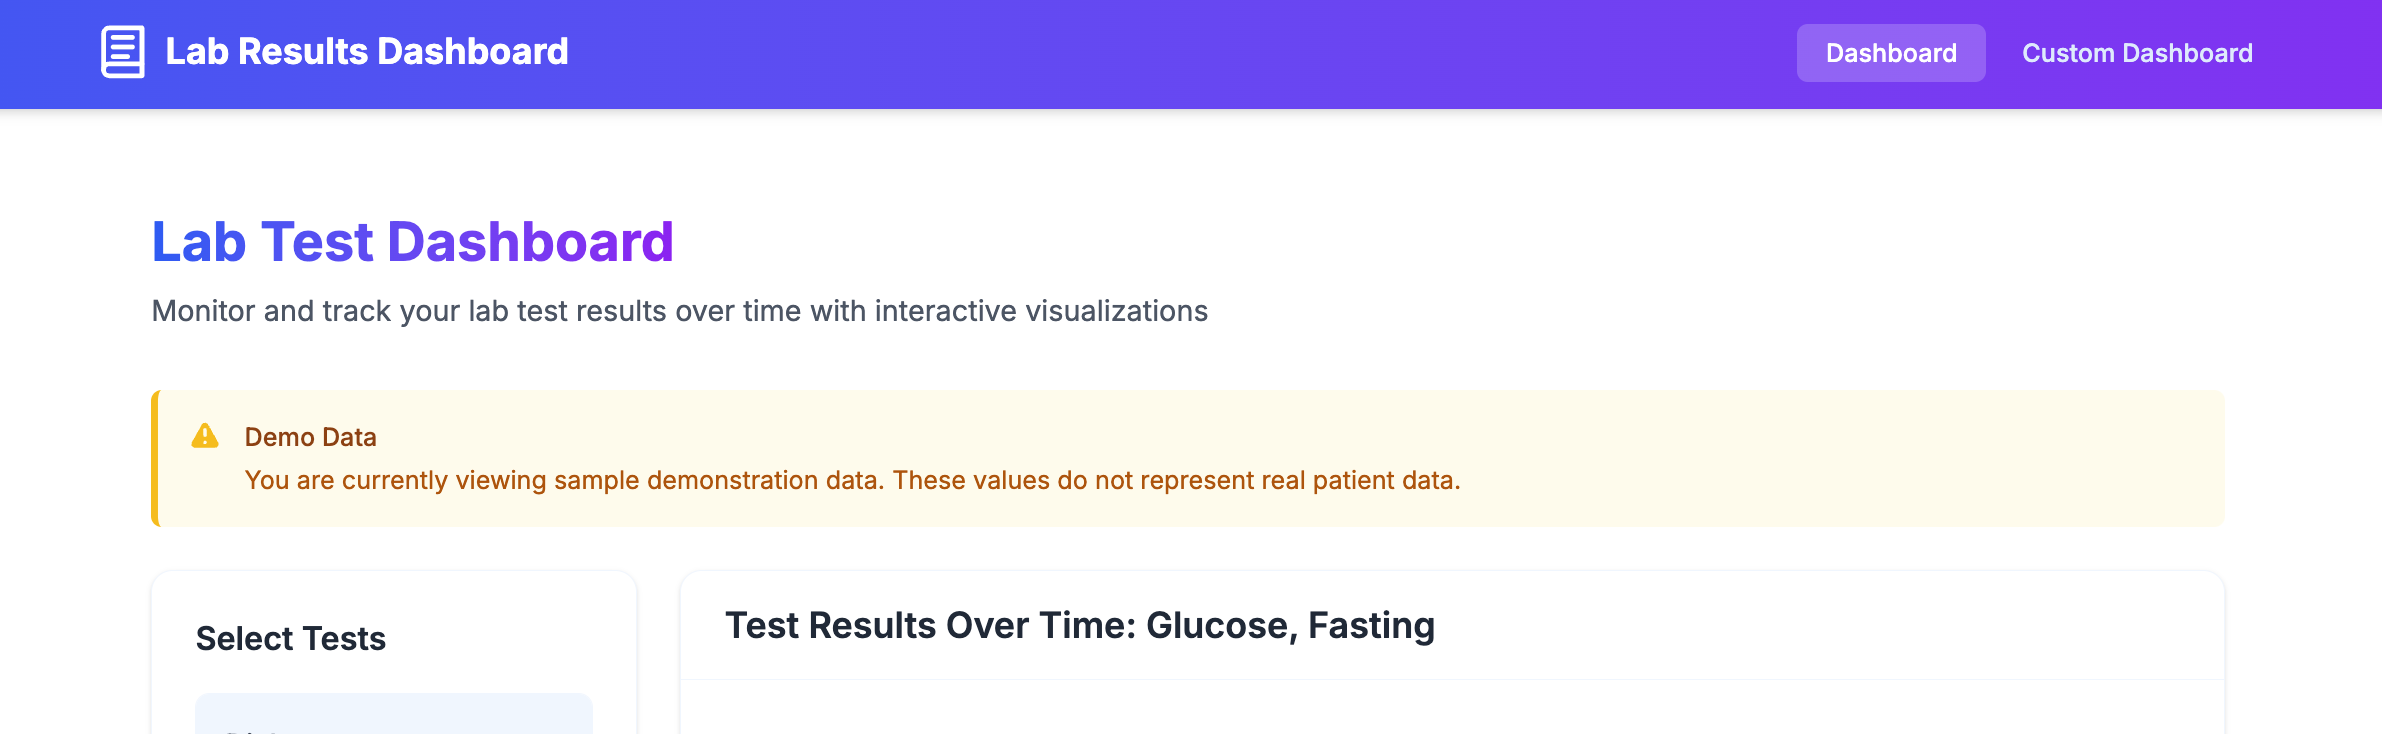 Lab Results Dashboard
Dashboard
Custom Dashboard
Lab Test Dashboard
Monitor and track your lab test results over time with interactive visualizations
Demo Data
You are currently viewing sample demonstration data. These values do not represent real patient data.
Select Tests
Test Results Over Time: Glucose, Fasting